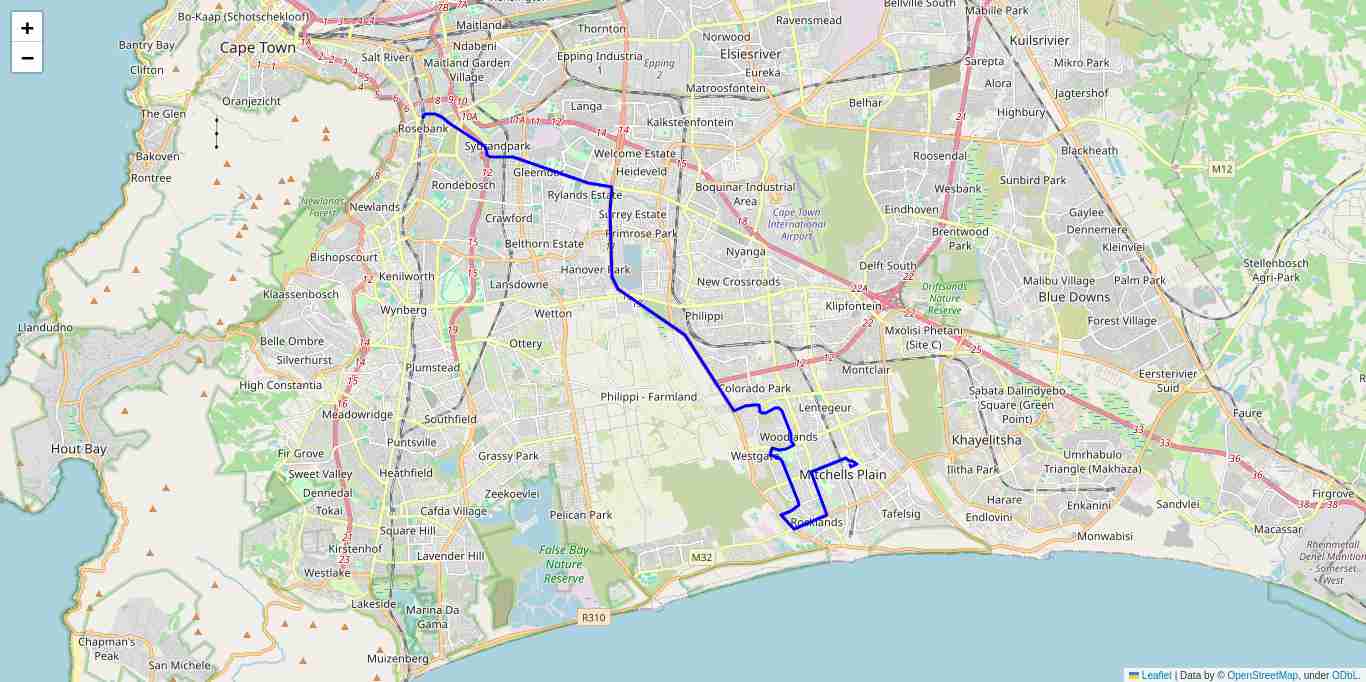 +
−
Bo-Kaap (Schotschekloof)
7B
7A
Maitland
Thornton
Ravensmead
Bellville South
Mabille Park
Bantry Bay
Cape Town
Salt River
Ndabeni
Norwood
Elsiesriver
Kuilsrivier
Clifton
Maitland Garden
Village
Epping Industria
1
Epping
2
Eureka
Sarepta
Mikro Park
Oranjezicht
Matroosfontein
Alora
Jagtershof
The Glen
Langa
Belhar
Highbury
Rosebank
10A
11A
Kalksteenfontein
Sybrandpark
Welcome Estate
Roosendal
Blackheath
Bakoven
Rontree
Gleemoor
Heideveld
M12
Rondebosch
Rylands Estate
Boquinar Industrial
Area
Wesbank
Sunbird Park
Newlands
Forest
Newlands
Crawford
Surrey Estate
Cape Town
International
Airport
Eindhoven
Gaylee
Dennemere
Primrose Park
Brentwood
Park
Kleinvlei
Bishopscourt
Belthorn Estate
Nyanga
Delft South
Stellenbosch
Agri-Park
Klaassenbosch
Kenilworth
Lansdowne
Hanover Park
New Crossroads
22A
Driftsands
Nature
Reserve
Malibu Village
Palm Park
Blue Downs
Wynberg
Wetton
Philippi
Klipfontein
Forest Village
Llandudno
Belle Ombre
Ottery
Mxolisi Phetani
(Site C)
Silverhurst
High Constantia
Plumstead
Montclair
Eersterivier
Suid
Meadowridge
Southfield
Philippi - Farmland
Colorado Park
Lentegeur
Sabata Dalindyebo
Square (Green
Point)
Faure
Hout Bay
Puntsville
Fir Grove
Grassy Park
Woodlands
Westgate
Khayelitsha
Umrhabulo
Triangle (Makhaza)
Sweet Valley
Heathfield
Mitchells Plain
Ilitha Park
Dennedal
Tokai
Zeekoevlei
Harare
Enkanini
Sandvlei
Firgrove
Cafda Village
Pelican Park
Rocklands
Tafelsig
Endlovini
Macassar
Square Hill
Monwabisi
Kirstenhof
Lavender Hill
False Bay
Nature
Reserve
M32
Rheinmetall
Denel Munition
- Somerset
West
Westlake
Lakeside
Marina Da
Gama
R310
Chapman's
Peak
San Michele
Muizenberg
Leaflet | Data by © OpenStreetMap, under ODbL.